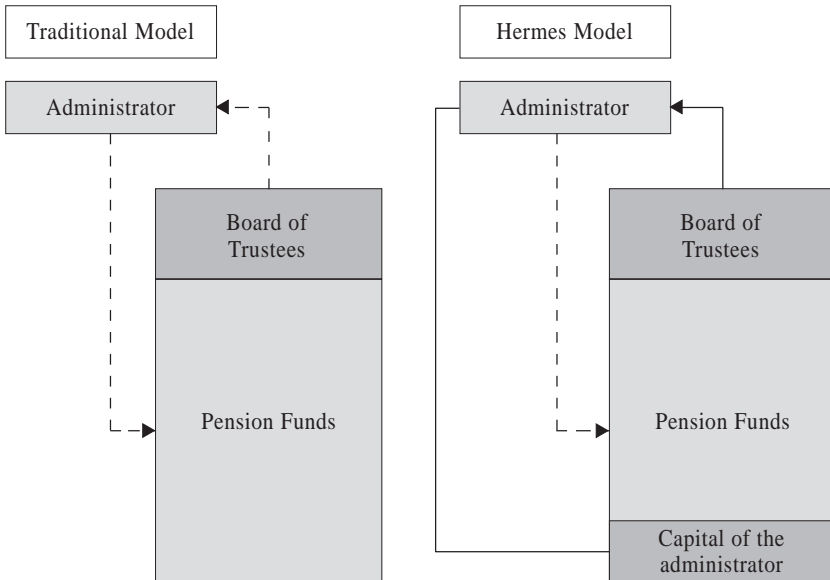 Traditional Model
Administrator
Board of
Trustees
Pension Funds
Hermes Model
Administrator
Board of
Trustees
Pension Funds
Capital of the
administrator